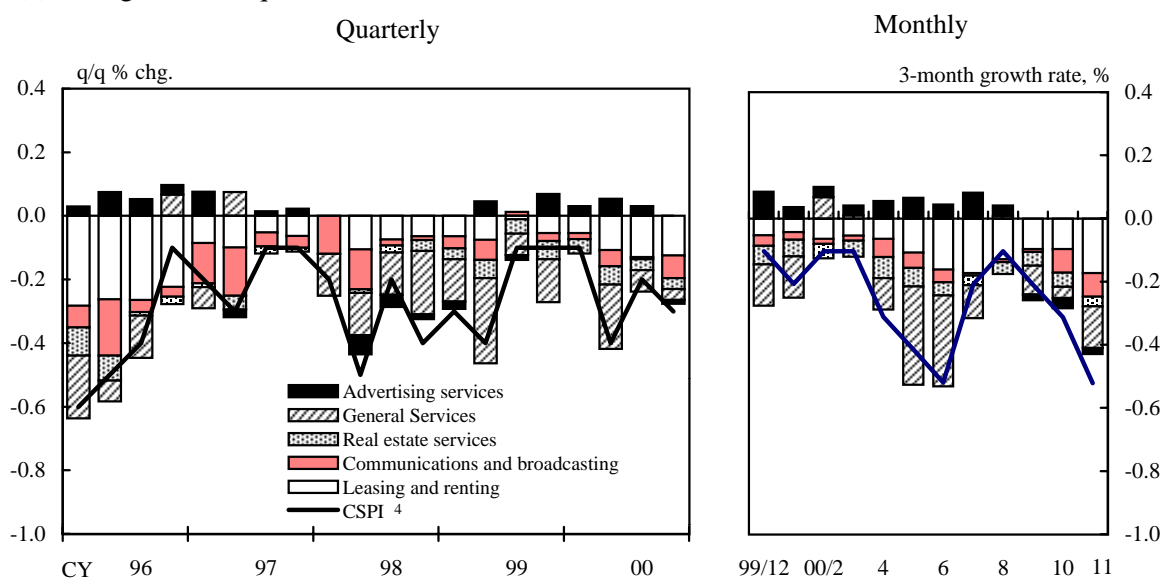 Quarterly
Monthly
q/q % chg.
3-month growth rate, %
0.4
0.2
0.0
-0.2
-0.4
-0.6
-0.8
-1.0
Advertising services
General Services
Real estate services
Communications and broadcasting
Leasing and renting
CSPI 4
CY 96 97 98 99 00
0.4
0.2
0.0
-0.2
-0.4
-0.6
-0.8
-1.0
99/12 00/2 4 6 8 10 11